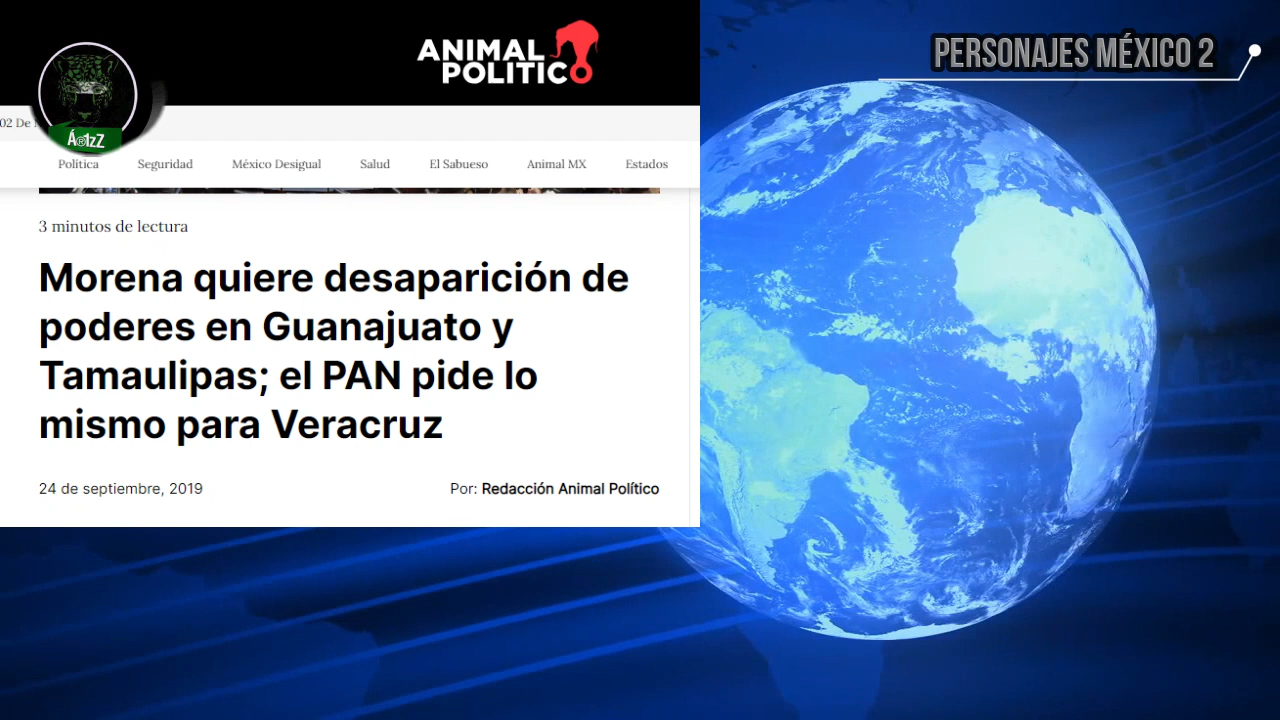 ANIMAL
POLITICO
PERSONAJES MÉXICO 2
02 De
Á®1zZ
Política Seguridad México Desigual Salud El Sabueso Animal MX Estados
3 minutos de lectura
Morena quiere desaparición de
poderes en Guanajuato y
Tamaulipas; el PAN pide lo
mismo para Veracruz
24 de septiembre, 2019 Por: Redacción Animal Político